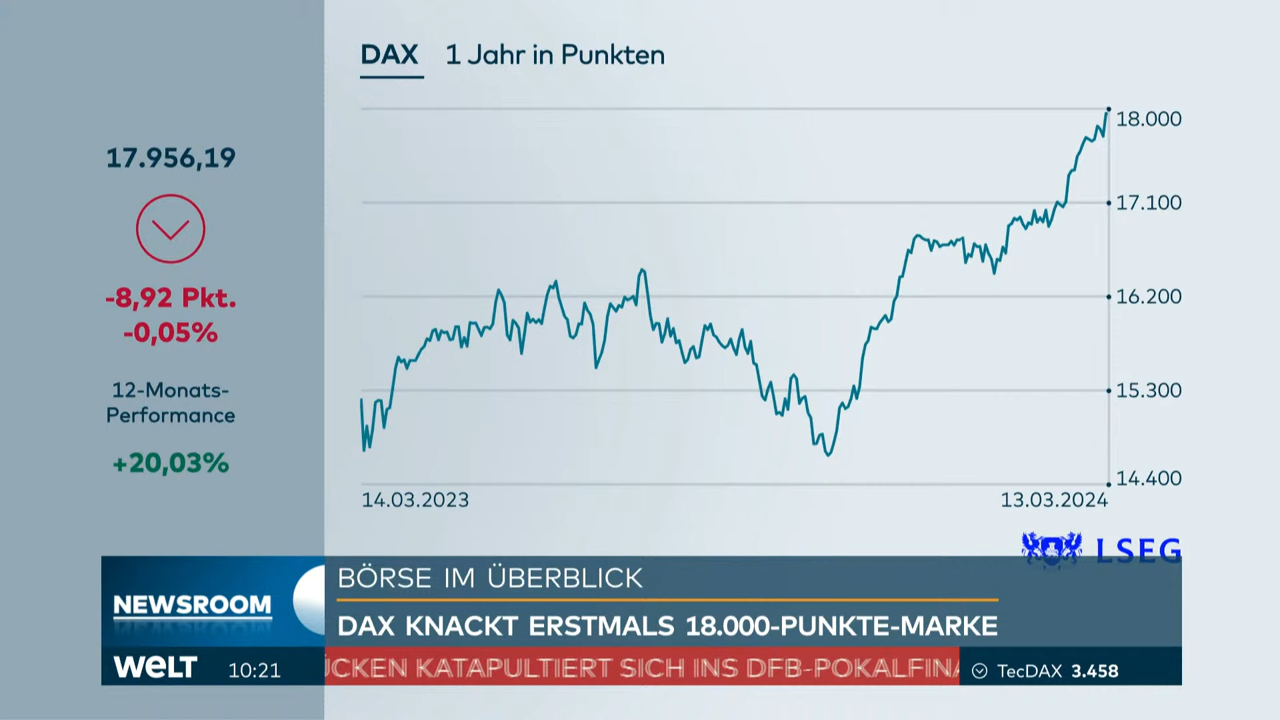 DAX 1 Jahr in Punkten
17.956,19
-8,92 Pkt.
-0,05%
12-Monats-
Performance
+20,03%
18.000
17.100
16.200
15.300
14.400
14.03.2023
13.03.2024
LSEG
BÖRSE IM ÜBERBLICK
NEWSROOM
DAX KNACKT ERSTMALS 18.000-PUNKTE-MARKE
WELT 10:21
ÜCKEN KATAPULTIERT SICH INS DFB-POKALFINA
TecDAX 3.458